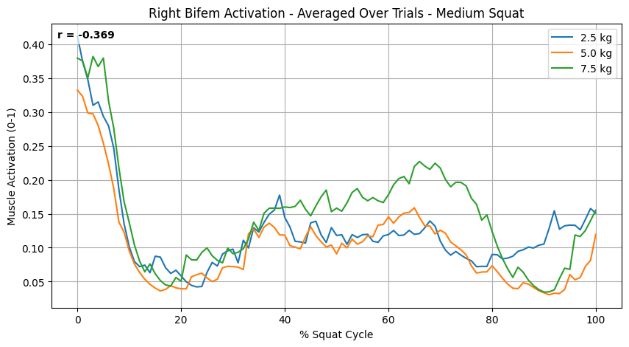 Right Bifem Activation - Averaged Over Trials - Medium Squat
r = -0.369
2.5 kg
5.0 kg
7.5 kg
Muscle Activation (0-1)
0.40
0.35
0.30
0.25
0.20
0.15
0.10
0.05
0 20 40 60 80 100
% Squat Cycle